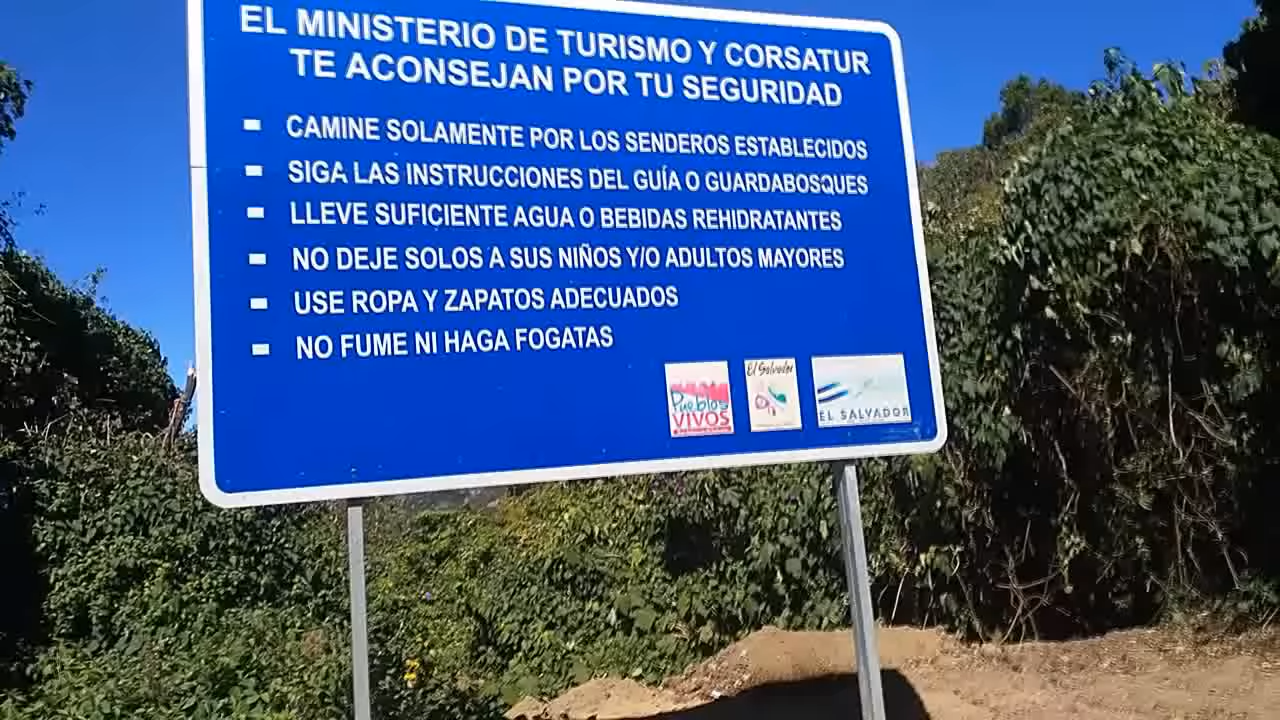 EL MINISTERIO DE TURISMO Y CORSATUR
TE ACONSEJAN POR TU SEGURIDAD
CAMINE SOLAMENTE POR LOS SENDEROS ESTABLECIDOS
SIGA LAS INSTRUCCIONES DEL GUÍA O GUARDABOSQUES
LLEVE SUFICIENTE AGUA O BEBIDAS REHIDRATANTES
NO DEJE SOLOS A SUS NIÑOS Y/O ADULTOS MAYORES
USE ROPA Y ZAPATOS ADECUADOS
NO FUME NI HAGA FOGATAS
Pueblos
VIVOS
El Salvador
EL SALVADOR